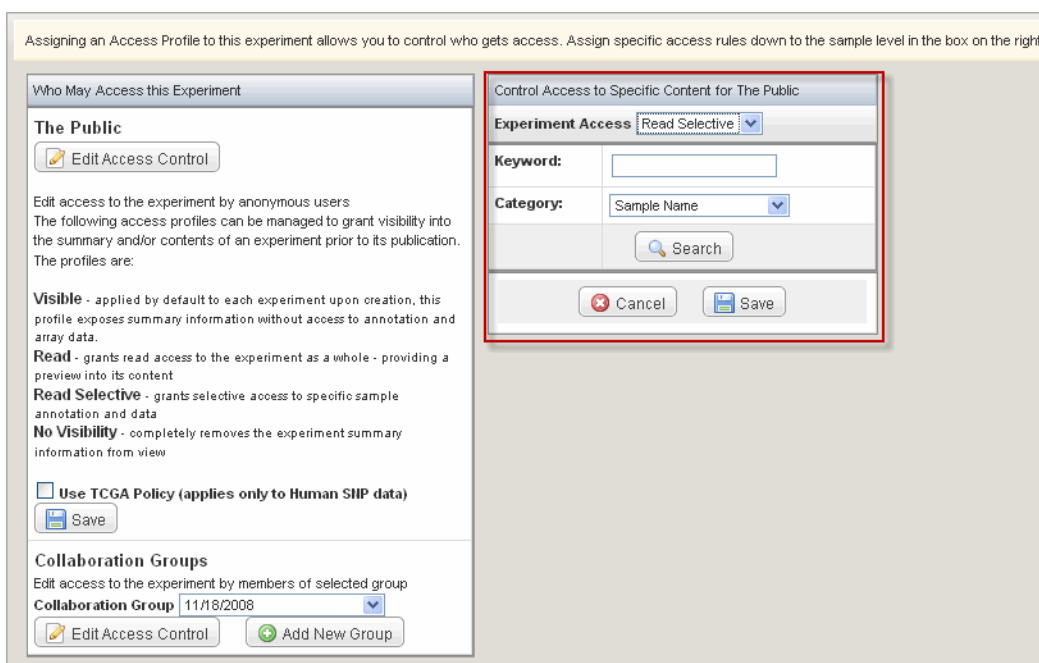 Assigning an Access Profile to this experiment allows you to control who gets access. Assign specific access rules down to the sample level in the box on the right
Who May Access this Experiment
The Public
Edit Access Control
Edit access to the experiment by anonymous users
The following access profiles can be managed to grant visibility into
the summary and/or contents of an experiment prior to its publication.
The profiles are:
Visible - applied by default to each experiment upon creation, this
profile exposes summary information without access to annotation and
array data.
Read - grants read access to the experiment as a whole - providing a
preview into its content
Read Selective - grants selective access to specific sample
annotation and data
No Visibility - completely removes the experiment summary
information from view
Use TCGA Policy (applies only to Human SNP data)
Save
Collaboration Groups
Edit access to the experiment by members of selected group
Collaboration Group 11/18/2008
Edit Access Control Add New Group
Control Access to Specific Content for The Public
Experiment Access Read Selective
Keyword:
Category: Sample Name
Search
Cancel Save